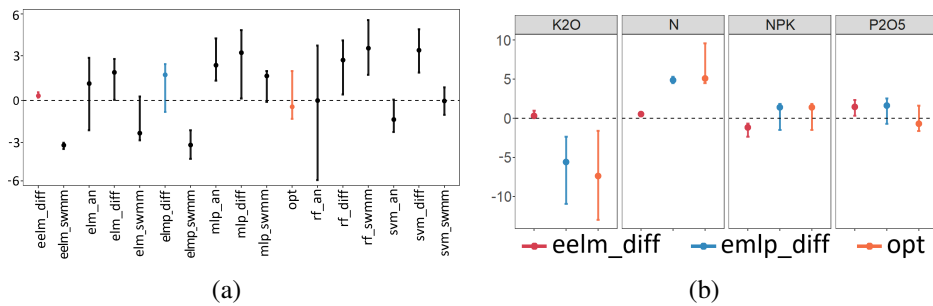 (a)
6
3
0
-3
-6
eelm_diff
eelm_swmm
elm_an
elm_diff
elm_swmm
elmp_diff
elmp_swmm
mlp_an
mlp_diff
mlp_swmm
opt
rf_an
rf_diff
rf_swmm
svm_an
svm_diff
svm_swmm
(a)
b)
K2O N NPK P2O5
10
5
0
-5
-10
eelm_diff emlp_diff opt
(b)